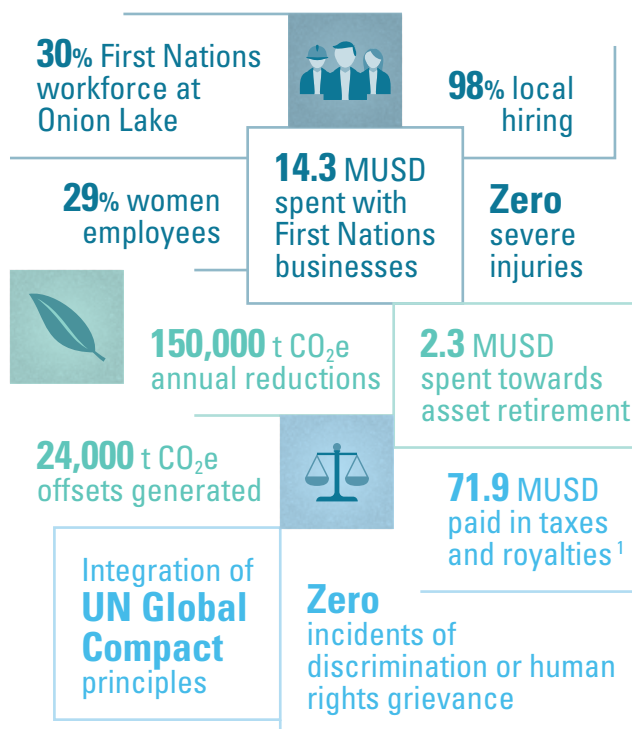 30% First Nations
workforce at
Onion Lake
98% local
hiring
14.3 MUSD
spent with
First Nations
businesses
29% women
employees
Zero
severe
injuries
150,000 t CO₂e
annual reductions
2.3 MUSD
spent towards
asset retirement
24,000 t CO₂e
offsets generated
71.9 MUSD
paid in taxes
and royalties ¹
Integration of
UN Global
Compact
principles
Zero
incidents of
discrimination or human
rights grievance